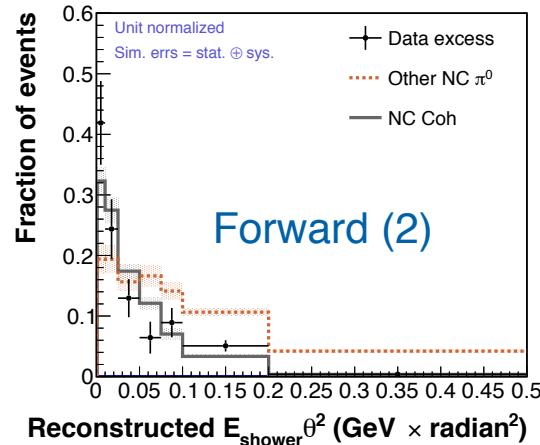 Fraction of events
0.6
0.5
0.4
0.3
0.2
0.1
0
Unit normalized
Sim. errs = stat. ⊕ sys.
Data excess
Other NC π⁰
NC Coh
Forward (2)
0 0.05 0.1 0.15 0.2 0.25 0.3 0.35 0.4 0.45 0.5
Reconstructed E_shower θ² (GeV × radian²)